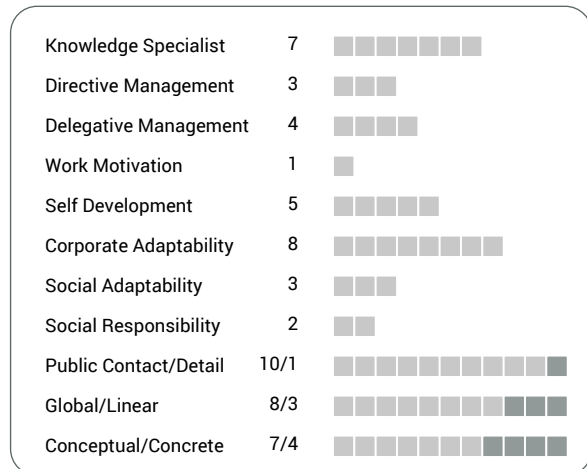 Knowledge Specialist 7
Directive Management 3
Delegative Management 4
Work Motivation 1
Self Development 5
Corporate Adaptability 8
Social Adaptability 3
Social Responsibility 2
Public Contact/Detail 10/1
Global/Linear 8/3
Conceptual/Concrete 7/4